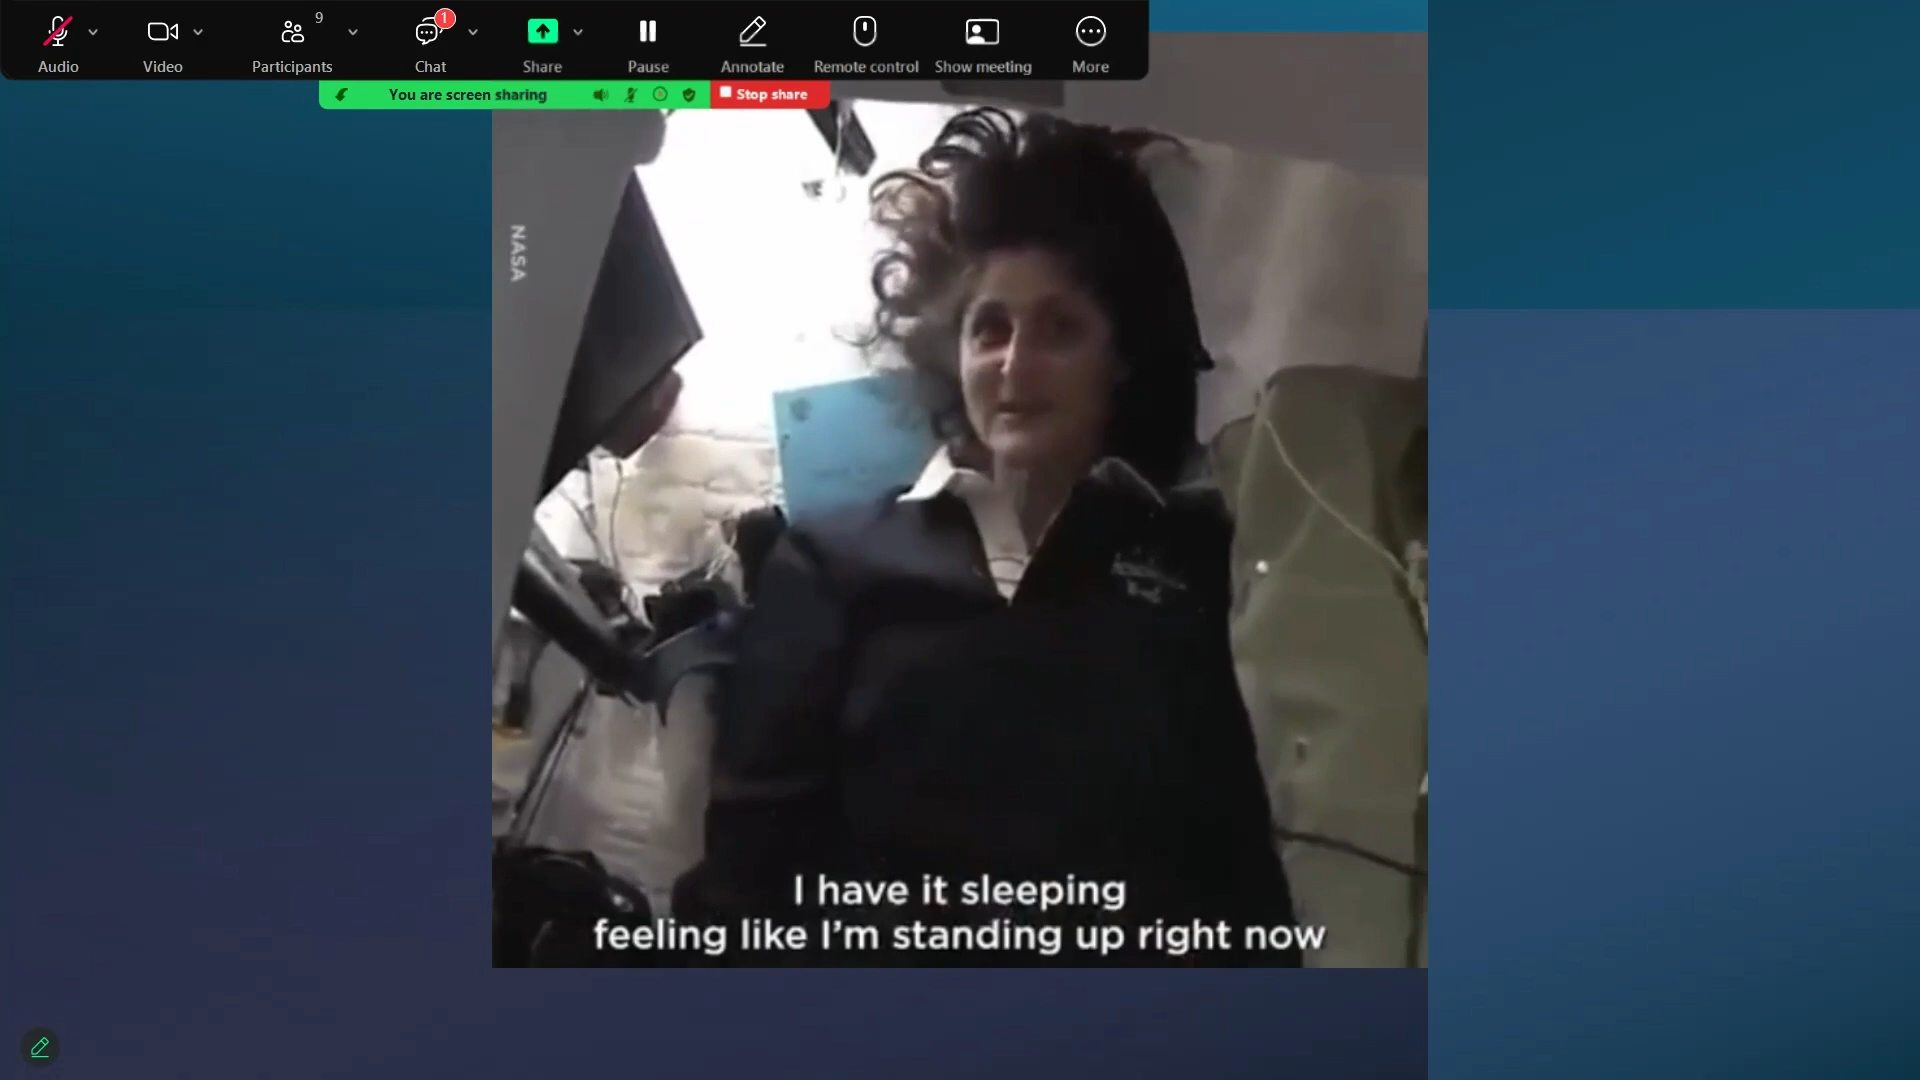 9
1
Audio
Video
Participants
Chat
Share
Pause
Annotate
Remote control
Show meeting
More
You are screen sharing
Stop share
NASA
I have it sleeping
feeling like I'm standing up right now